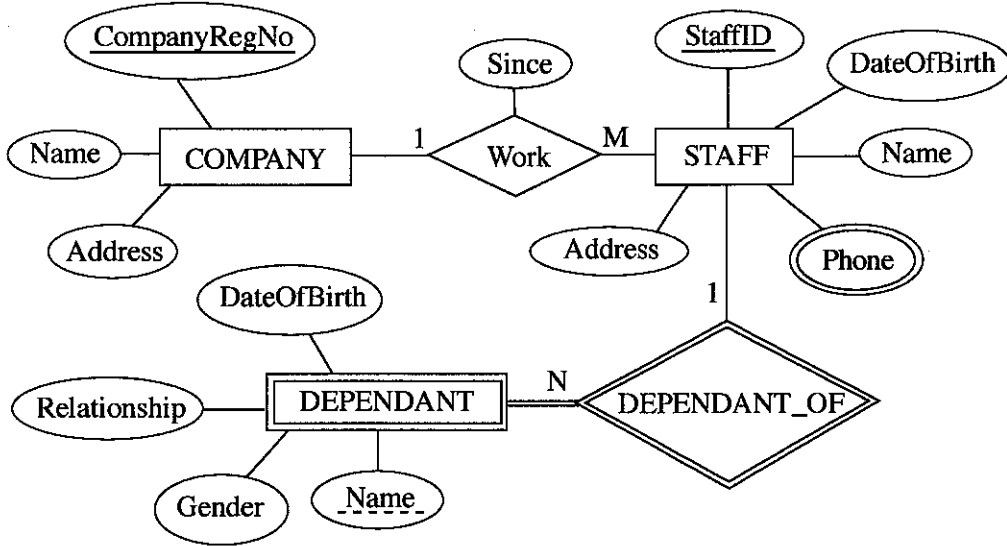 CompanyRegNo
StaffID
Since
DateOfBirth
Name
COMPANY
1
Work
M
STAFF
Name
Address
Address
Phone
DateOfBirth
1
Relationship
DEPENDANT
N
DEPENDANT_OF
Gender
Name